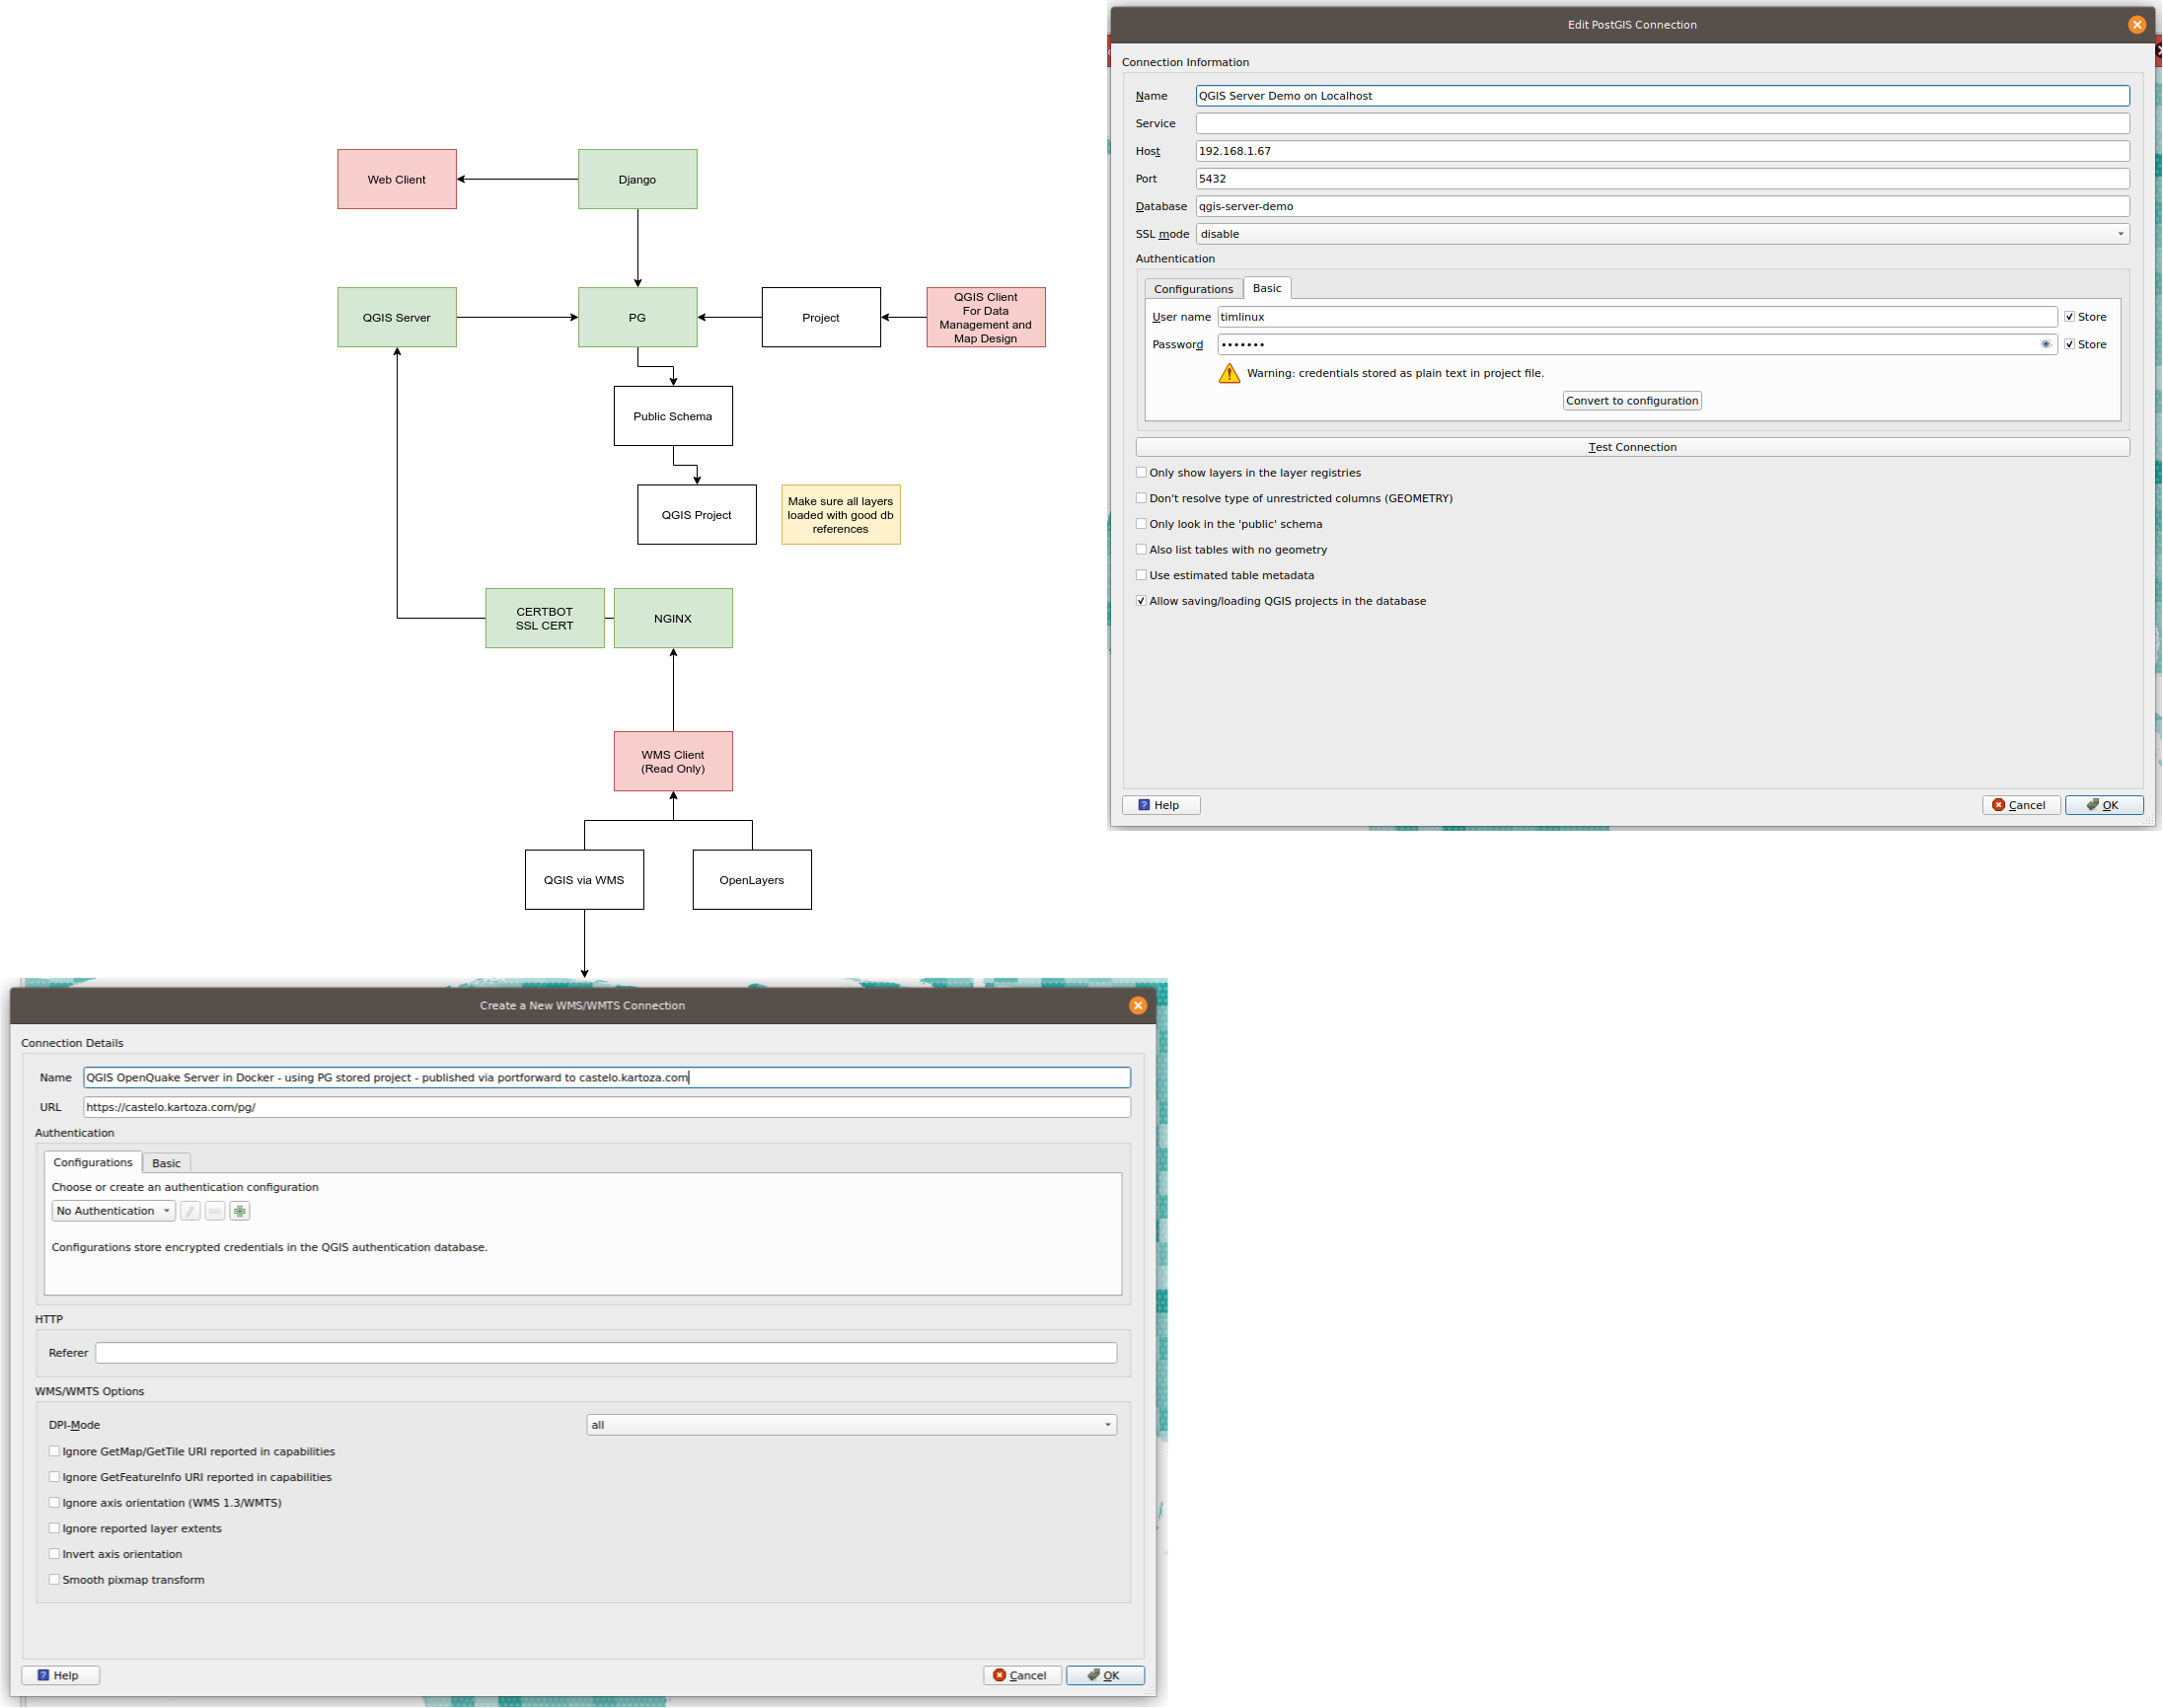 Web Client
Django
QGIS Server
PG
Project
QGIS Client
For Data
Management and
Map Design
Public Schema
QGIS Project
Make sure all layers
loaded with good db
references
CERTBOT
SSL CERT
NGINX
WMS Client
(Read Only)
QGIS via WMS
OpenLayers
Edit PostGIS Connection
Connection Information
Name
QGIS Server Demo on Localhost
Service
Host
192.168.1.67
Port
5432
Database
qgis-server-demo
SSL mode
disable
Authentication
Configurations
Basic
User name
timlinux
Store
Password
•••••••
Store
Warning: credentials stored as plain text in project file.
Convert to configuration
Test Connection
Only show layers in the layer registries
Don't resolve type of unrestricted columns (GEOMETRY)
Only look in the 'public' schema
Also list tables with no geometry
Use estimated table metadata
Allow saving/loading QGIS projects in the database
Help
Cancel
OK
Create a New WMS/WMTS Connection
Connection Details
Name
QGIS OpenQuake Server in Docker - using PG stored project - published via portforward to castelo.kartoza.com
URL
https://castelo.kartoza.com/pg/
Authentication
Configurations
Basic
Choose or create an authentication configuration
No Authentication
Configurations store encrypted credentials in the QGIS authentication database.
HTTP
Referer
WMS/WMTS Options
DPI-Mode
all
Ignore GetMap/GetTile URI reported in capabilities
Ignore GetFeatureInfo URI reported in capabilities
Ignore axis orientation (WMS 1.3/WMTS)
Ignore reported layer extents
Invert axis orientation
Smooth pixmap transform
Help
Cancel
OK